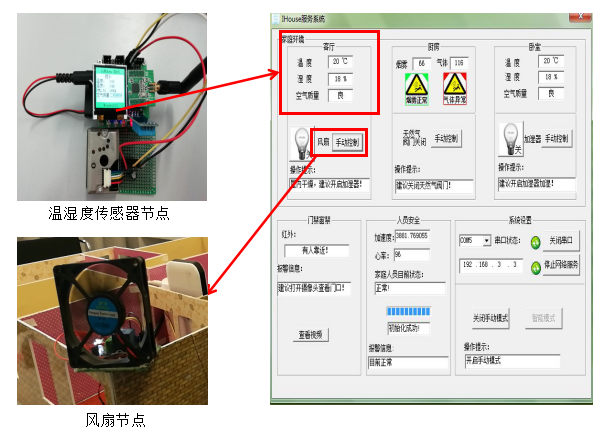 IHouse服务系统
家庭环境
客厅
温 度
20 ℃
湿 度
18 %
空气质量
良
风扇
关
手动控制
操作提示:
室内干燥，建议开启加湿器!
厨房
烟雾
66
气体
116
烟雾正常
气体异常
天然气
阀门关闭
手动控制
操作提示:
建议关闭天然气阀门!
卧室
温 度
20 ℃
湿 度
18 %
空气质量
良
关
加湿器
手动控制
操作提示:
建议开启加湿器加湿!
门禁窗禁
红外:
有人靠近!
报警信息:
建议打开摄像头查看门口!
查看视频
人员安全
加速度:
3881.769055
心率:
96
家庭人员目前状态:
正常!
初始化成功!
报警信息:
目前正常
系统设置
COM5
串口状态:
关闭串口
192 .168 . 3 . 3
停止网络服务
关闭手动模式
智能模式
操作提示:
开启手动模式
温湿度传感器节点
风扇节点